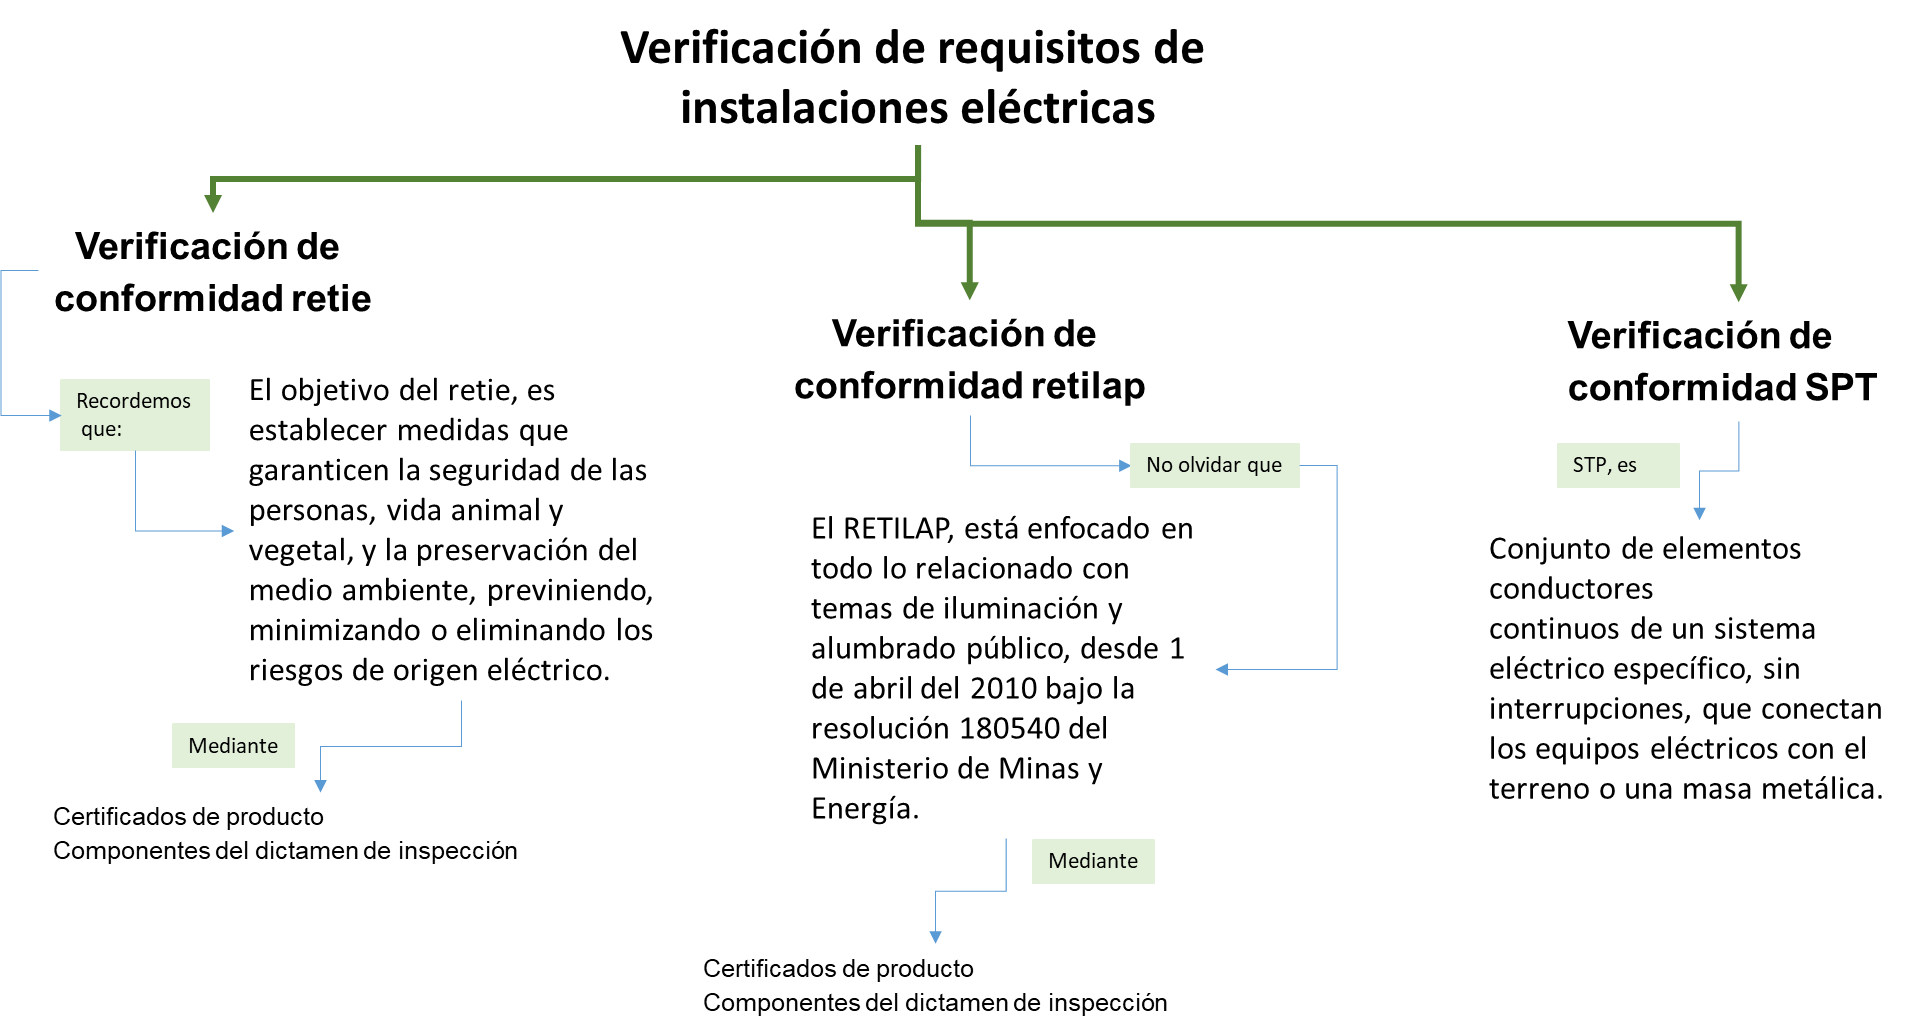 Verificación de requisitos de
instalaciones eléctricas
Verificación de
conformidad retie
Recordemos
que:
El objetivo del retie, es
establecer medidas que
garanticen la seguridad de las
personas, vida animal y
vegetal, y la preservación del
medio ambiente, previniendo,
minimizando o eliminando los
riesgos de origen eléctrico.
Mediante
Certificados de producto
Componentes del dictamen de inspección
Verificación de
conformidad retilap
No olvidar que
El RETILAP, está enfocado en
todo lo relacionado con
temas de iluminación y
alumbrado público, desde 1
de abril del 2010 bajo la
resolución 180540 del
Ministerio de Minas y
Energía.
Mediante
Certificados de producto
Componentes del dictamen de inspección
Verificación de
conformidad SPT
STP, es
Conjunto de elementos
conductores
continuos de un sistema
eléctrico específico, sin
interrupciones, que conectan
los equipos eléctricos con el
terreno o una masa metálica.